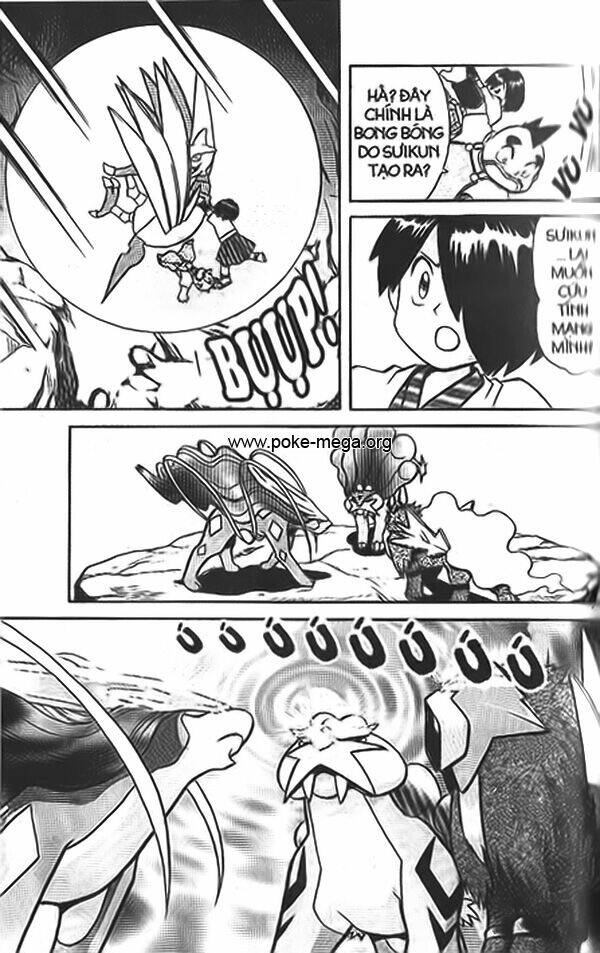 HẢ? ĐÂY
CHÍNH LÀ
BONG BÓNG
DO SUIKUN
TẠO RA?
VÙ... VÙ
BỤỤP!
SUIKUN
... LẠI
MUỐN
CỨU
TÍNH
MẠNG
MÌNH!
www.poke-mega.org
Ú Ú Ú Ú Ú Ú Ú Ú Ú